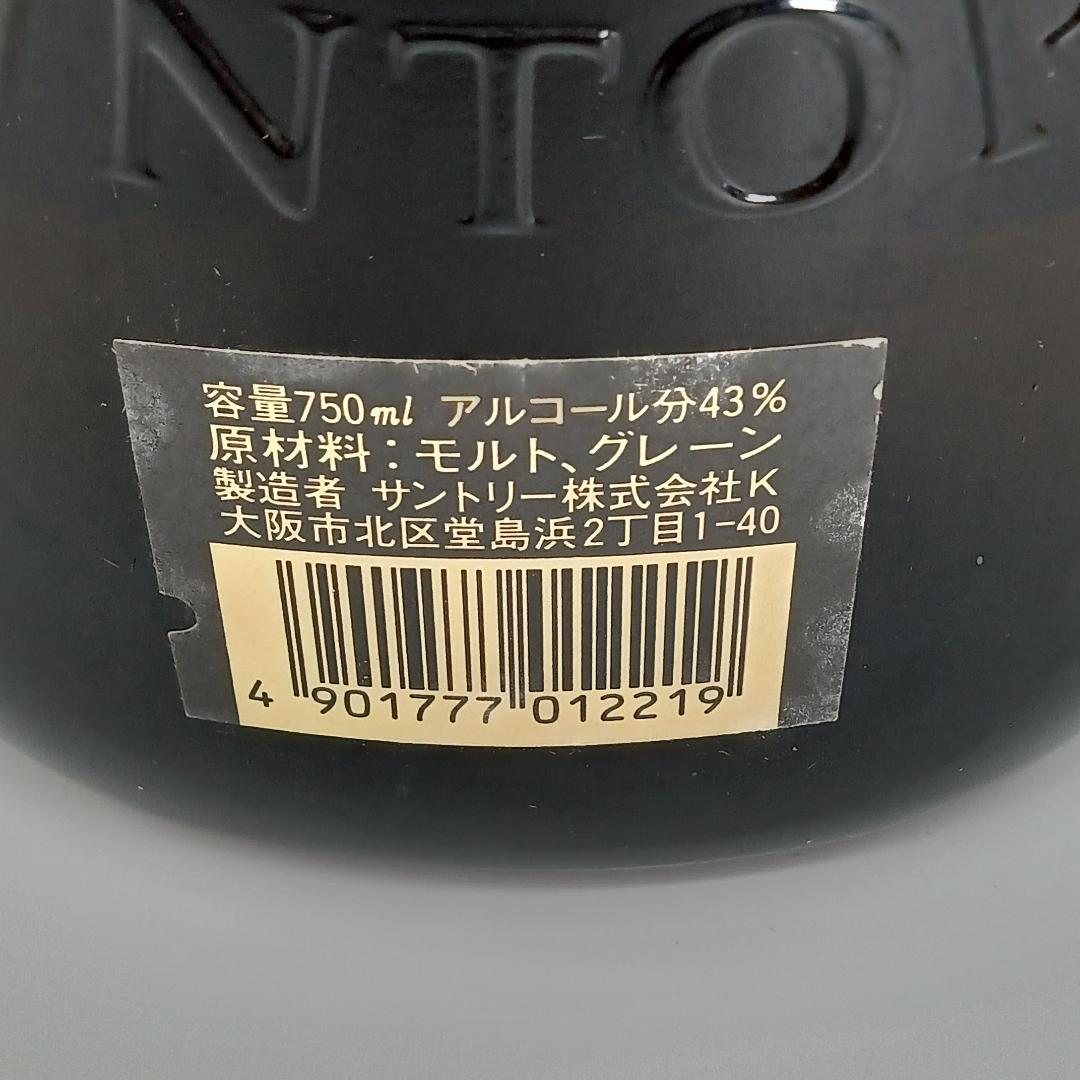 NTO
容量750ml アルコール分43%
原材料：モルト、グレーン
製造者 サントリー株式会社K
大阪市北区堂島浜2丁目1-40
4 901777 012219